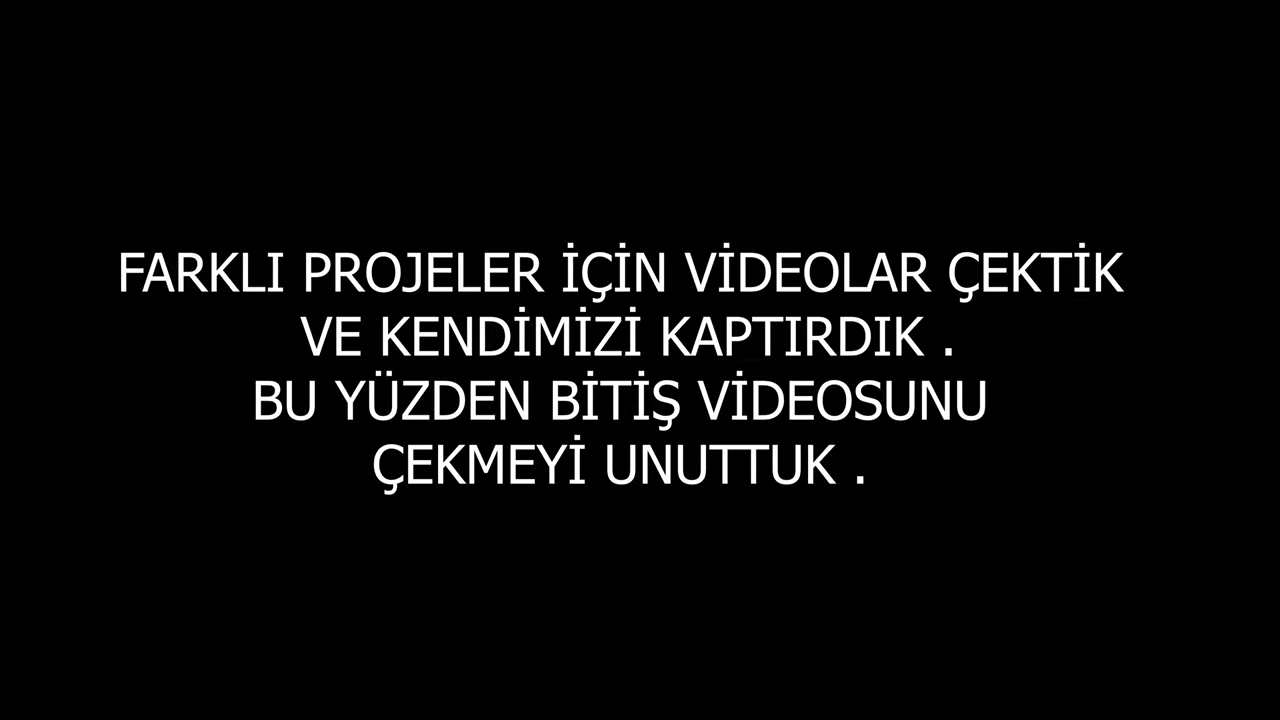 FARKLI PROJELER İÇİN VİDEOLAR ÇEKTİK
VE KENDİMİZİ KAPTIRDIK .
BU YÜZDEN BİTİŞ VİDEOSUNU
ÇEKMEYİ UNUTTUK .